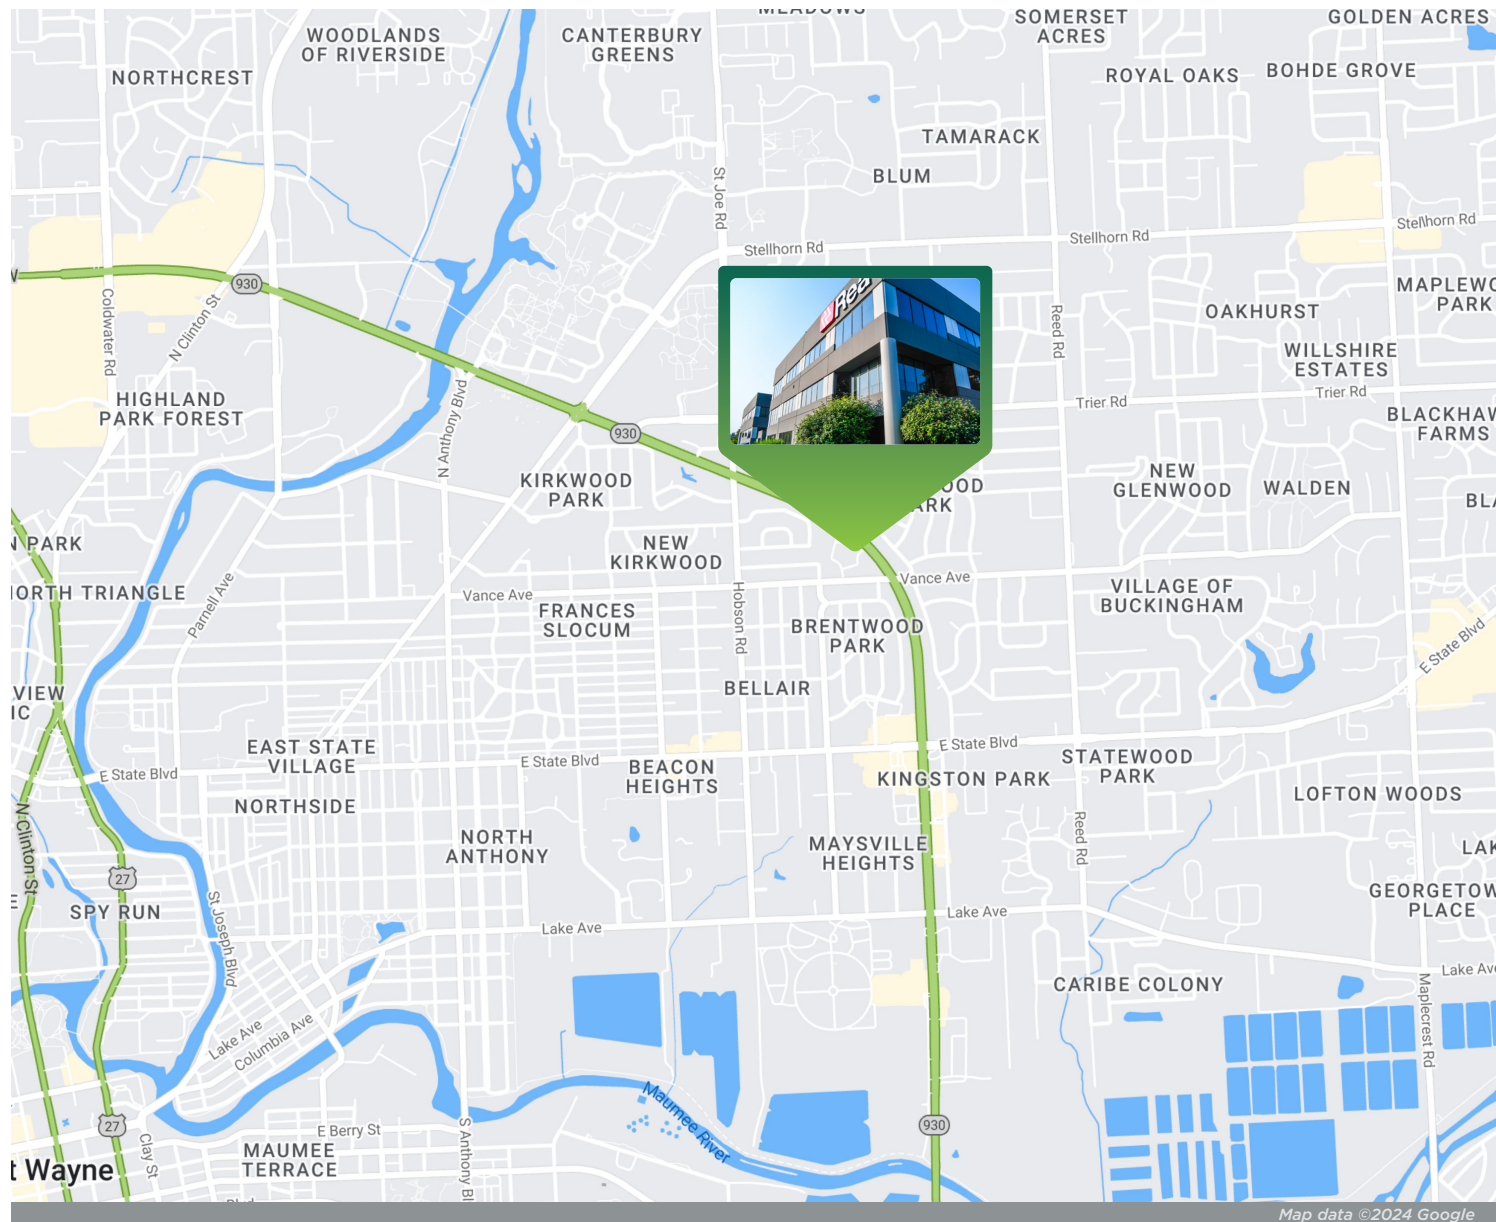 MEADOWS
SOMERSET
ACRES
GOLDEN ACRES
WOODLANDS
OF RIVERSIDE
CANTERBURY
GREENS
NORTHCREST
ROYAL OAKS
BOHDE GROVE
TAMARACK
BLUM
St Joe Rd
Stellhorn Rd
Stellhorn Rd
Stellhorn Rd
930
Coldwater Rd
N Clinton St
Rea
Reed Rd
OAKHURST
MAPLEWO
PARK
WILLSHIRE
ESTATES
Trier Rd
Trier Rd
HIGHLAND
PARK FOREST
N Anthony Blvd
930
BLACKHAW
FARMS
KIRKWOOD
PARK
OOD
ARK
NEW
GLENWOOD
WALDEN
BLA
N PARK
NEW
KIRKWOOD
Vance Ave
Vance Ave
ORTH TRIANGLE
Parnell Ave
FRANCES
SLOCUM
Hobson Rd
BRENTWOOD
PARK
VILLAGE OF
BUCKINGHAM
E State Blvd
VIEW
IC
BELLAIR
EAST STATE
VILLAGE
E State Blvd
E State Blvd
E State Blvd
BEACON
HEIGHTS
KINGSTON PARK
STATEWOOD
PARK
LOFTON WOODS
NORTHSIDE
N Clinton St
NORTH
ANTHONY
MAYSVILLE
HEIGHTS
Reed Rd
LAK
27
SPY RUN
St Joseph Blvd
Lake Ave
Lake Ave
GEORGETOW
PLACE
Lake Ave
CARIBE COLONY
Maplecrest Rd
Lake Ave
Columbia Ave
Maumee River
27
Clay St
E Berry St
S Anthony Bl
930
MAUMEE
TERRACE
t Wayne
Map data ©2024 Google